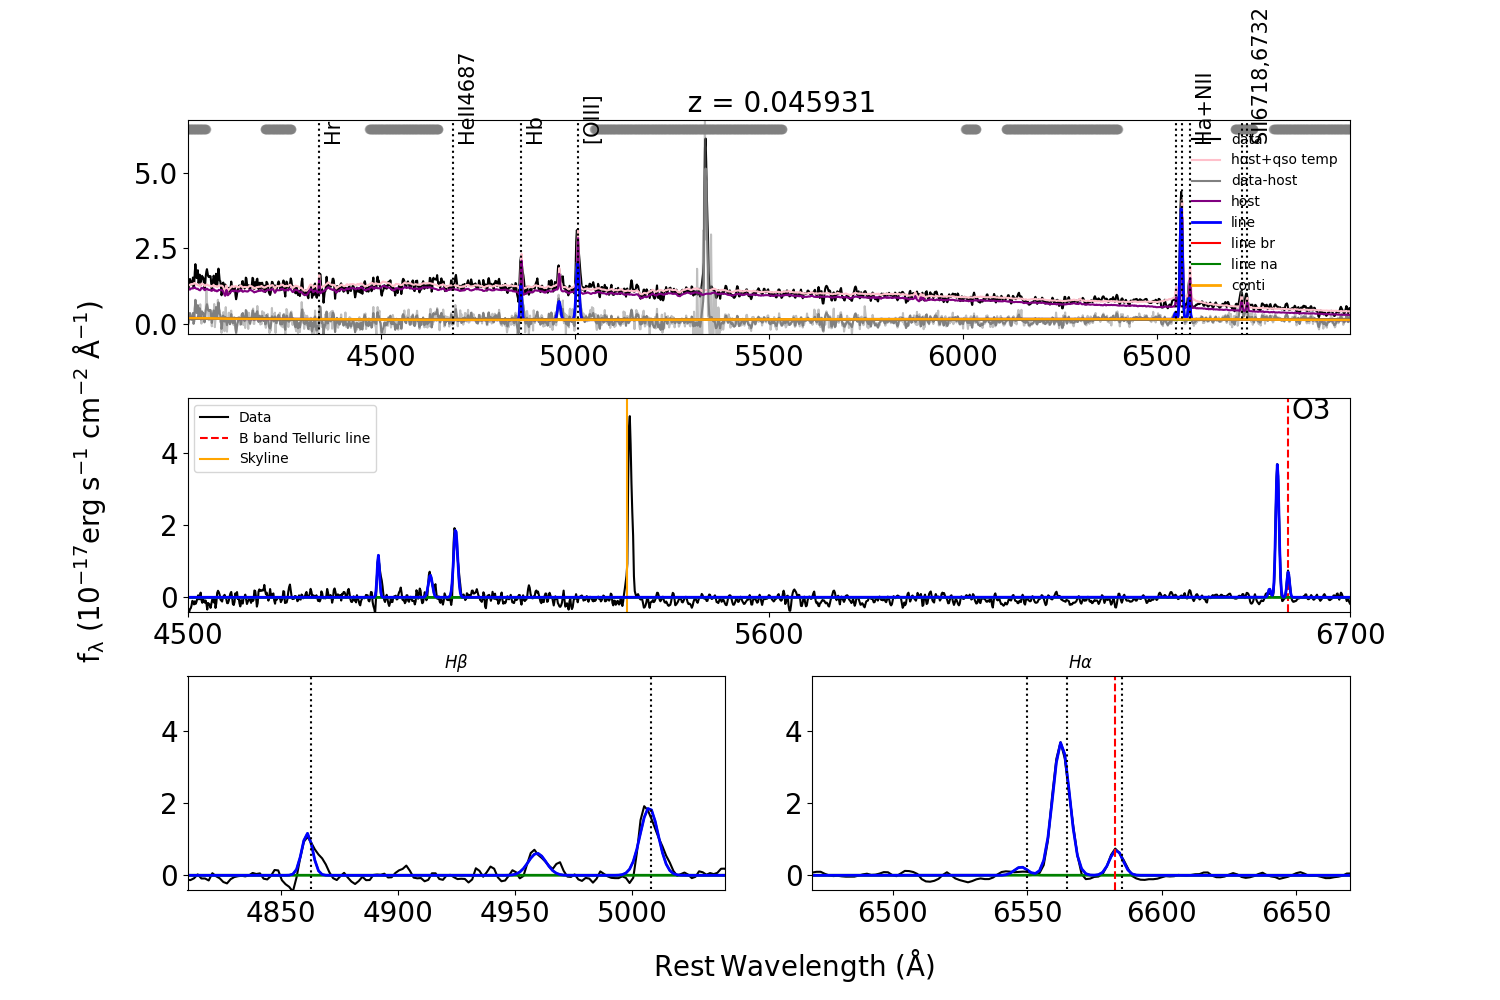 z = 0.045931
Hr
HeII4687
Hb
[OIII]
Ha+NII
SII6718,6732
data
host+qso temp
data-host
host
line
line br
line na
conti
5.0
2.5
0.0
4500 5000 5500 6000 6500
fλ (10⁻¹⁷erg s⁻¹ cm⁻² Å⁻¹)
Data
B band Telluric line
Skyline
O3
4
2
0
4500 5600 6700
Hβ
4
2
0
4850 4900 4950 5000
Hα
4
2
0
6500 6550 6600 6650
Rest Wavelength (Å)